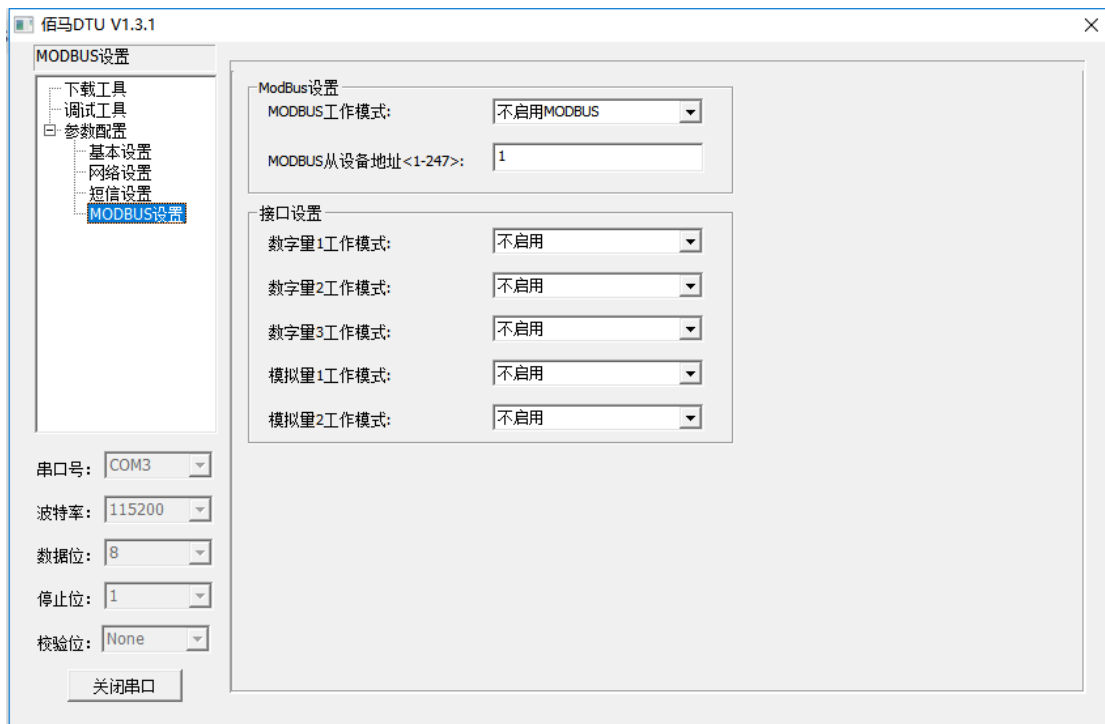 佰马DTU V1.3.1
MODBUS设置
下载工具
调试工具
参数配置
基本设置
网络设置
短信设置
MODBUS设置
串口号： COM3
波特率： 115200
数据位： 8
停止位： 1
校验位： None
关闭串口
ModBus设置
MODBUS工作模式: 不启用MODBUS
MODBUS从设备地址<1-247>: 1
接口设置
数字量1工作模式: 不启用
数字量2工作模式: 不启用
数字量3工作模式: 不启用
模拟量1工作模式: 不启用
模拟量2工作模式: 不启用